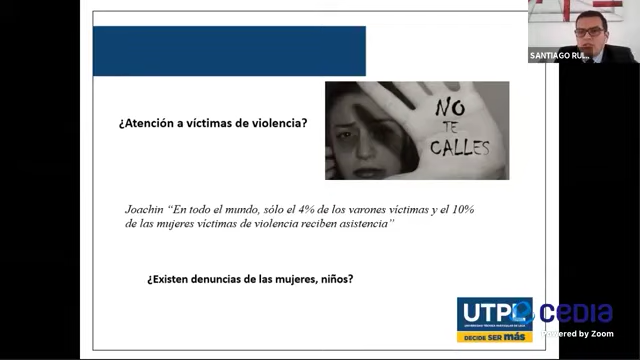 SANTIAGO RU...
¿Atención a víctimas de violencia?
NO
TE
CALLES
Joachin “En todo el mundo, sólo el 4% de los varones víctimas y el 10%
de las mujeres víctimas de violencia reciben asistencia”
¿Existen denuncias de las mujeres, niños?
UTPL
DECIDE SER más
CEDIA
Powered by Zoom